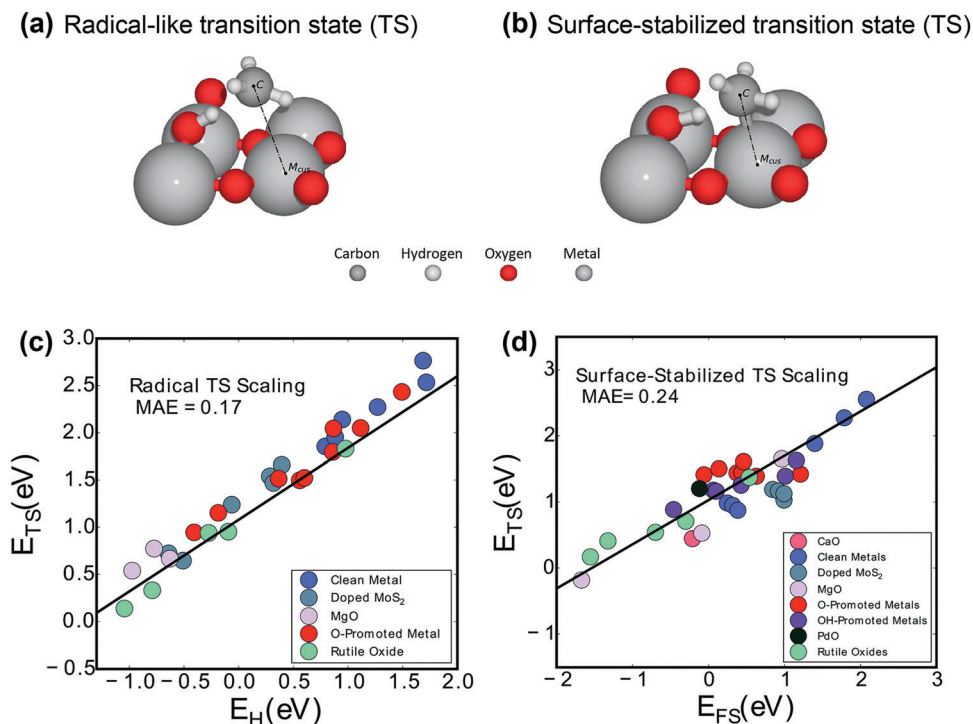 (a) Radical-like transition state (TS)
(b) Surface-stabilized transition state (TS)
C
Mcus
C
Mcus
Carbon Hydrogen Oxygen Metal
(c)
3.0
2.5
2.0
1.5
1.0
0.5
0.0
−0.5
E_TS(eV)
Radical TS Scaling
MAE = 0.17
Clean Metal
Doped MoS₂
MgO
O-Promoted Metal
Rutile Oxide
−1.0 −0.5 0.0 0.5 1.0 1.5 2.0
E_H(eV)
(d)
3
2
1
0
−1
E_TS(eV)
Surface-Stabilized TS Scaling
MAE= 0.24
CaO
Clean Metals
Doped MoS₂
MgO
O-Promoted Metals
OH-Promoted Metals
PdO
Rutile Oxides
−2 −1 0 1 2 3
E_FS(eV)